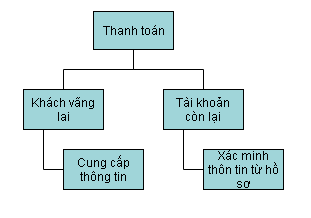 Thanh toán
Khách vãng
lai
Tài khoản
còn lại
Cung cấp
thông tin
Xác minh
thôn tin từ hồ
sơ